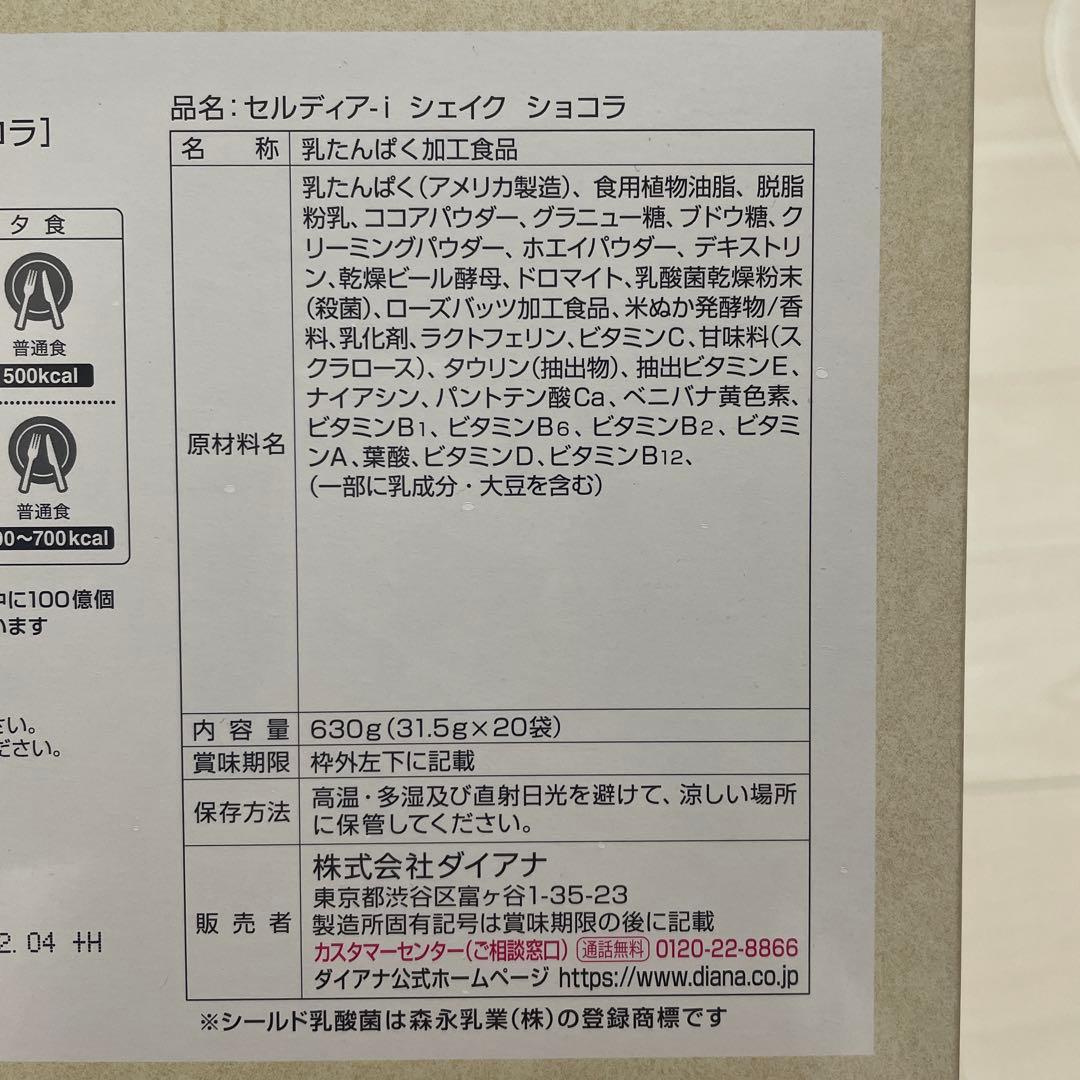 品名：セルディア-i シェイク ショコラ
名 称 乳たんぱく加工食品
原材料名
乳たんぱく(アメリカ製造)、食用植物油脂、脱脂
粉乳、ココアパウダー、グラニュー糖、ブドウ糖、ク
リーミングパウダー、ホエイパウダー、デキストリ
ン、乾燥ビール酵母、ドロマイト、乳酸菌乾燥粉末
(殺菌)、ローズバッツ加工食品、米ぬか発酵物/香
料、乳化剤、ラクトフェリン、ビタミンC、甘味料(ス
クラロース)、タウリン(抽出物)、抽出ビタミンE、
ナイアシン、パントテン酸Ca、ベニバナ黄色素、
ビタミンB1、ビタミンB6、ビタミンB2、ビタミ
ンA、葉酸、ビタミンD、ビタミンB12、
(一部に乳成分・大豆を含む)
内容量 630g(31.5g×20袋)
賞味期限 枠外左下に記載
保存方法
高温・多湿及び直射日光を避けて、涼しい場所
に保管してください。
販売者
株式会社ダイアナ
東京都渋谷区富ヶ谷1-35-23
製造所固有記号は賞味期限の後に記載
カスタマーセンター(ご相談窓口) 通話無料 0120-22-8866
ダイアナ公式ホームページ https://www.diana.co.jp
※シールド乳酸菌は森永乳業(株)の登録商標です
コラ]
夕食
普通食
500kcal
普通食
00〜700kcal
中に100億個
います
さい。
ださい。
2.04 +H